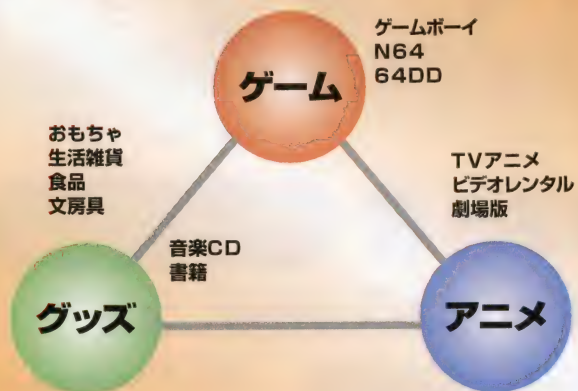 ゲームボーイ
N64
64DD
ゲーム
おもちゃ
生活雑貨
食品
文房具
TVアニメ
ビデオレンタル
劇場版
音楽CD
書籍
グッズ
アニメ